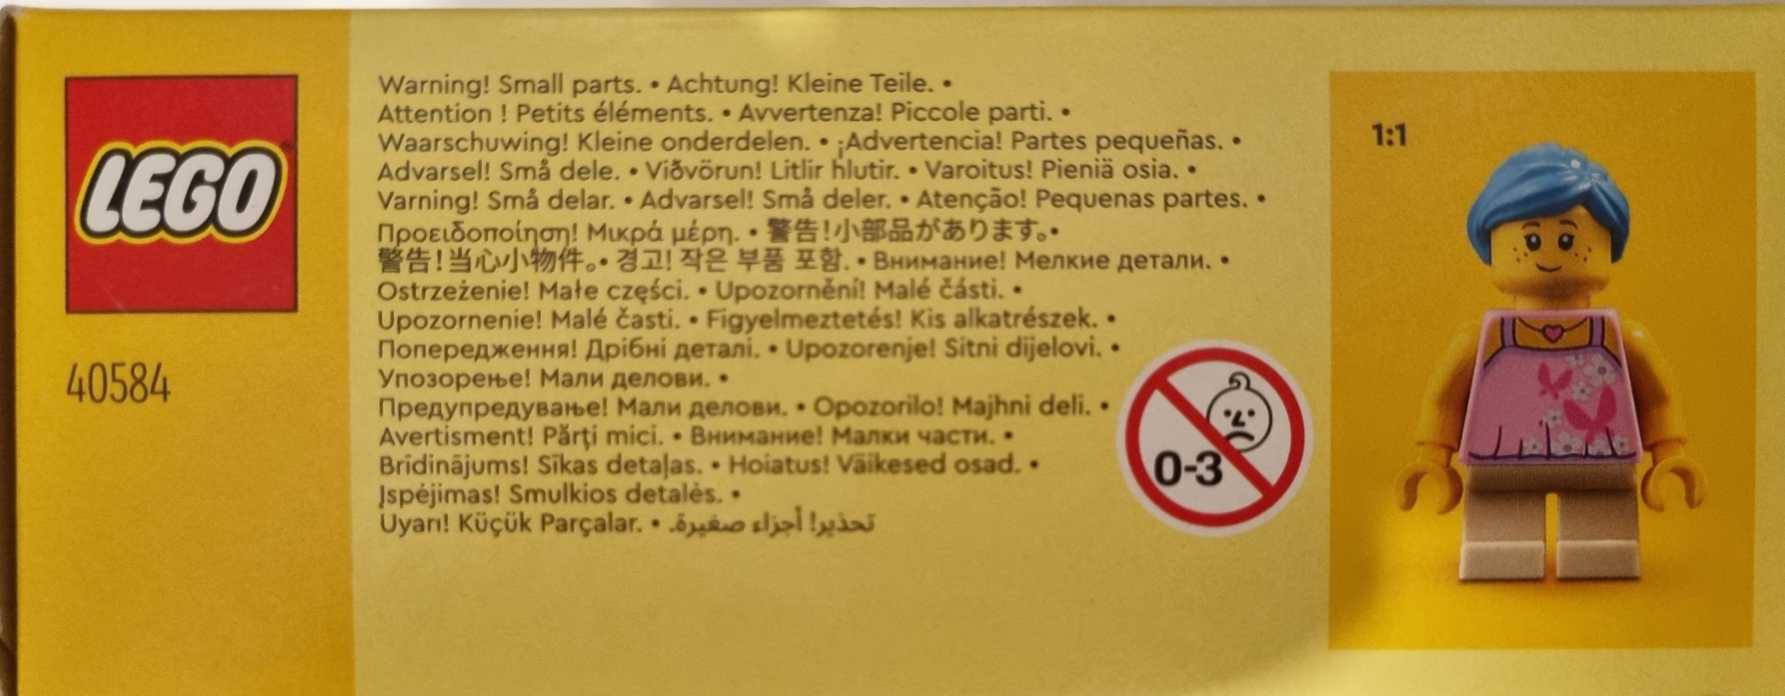 LEGO
40584
Warning! Small parts. • Achtung! Kleine Teile. •
Attention ! Petits éléments. • Avvertenza! Piccole parti. •
Waarschuwing! Kleine onderdelen. • ¡Advertencia! Partes pequeñas. •
Advarsel! Små dele. • Viðvörun! Litlir hlutir. • Varoitus! Pieniä osia. •
Varning! Små delar. • Advarsel! Små deler. • Atenção! Pequenas partes. •
Προειδοποίηση! Μικρά μέρη. • 警告!小部品があります。•
警告!当心小物件。• 경고! 작은 부품 포함. • Внимание! Мелкие детали. •
Ostrzeżenie! Małe części. • Upozornění! Malé části. •
Upozornenie! Malé časti. • Figyelmeztetés! Kis alkatrészek. •
Попередження! Дрібні деталі. • Upozorenje! Sitni dijelovi. •
Упозорење! Мали делови. •
Предупредување! Мали делови. • Opozorilo! Majhni deli. •
Avertisment! Părți mici. • Внимание! Малки части. •
Brīdinājums! Sīkas detaļas. • Hoiatus! Väikesed osad. •
Įspėjimas! Smulkios detalės. •
Uyarı! Küçük Parçalar. • تحذير! أجزاء صغيرة.
0-3
1:1